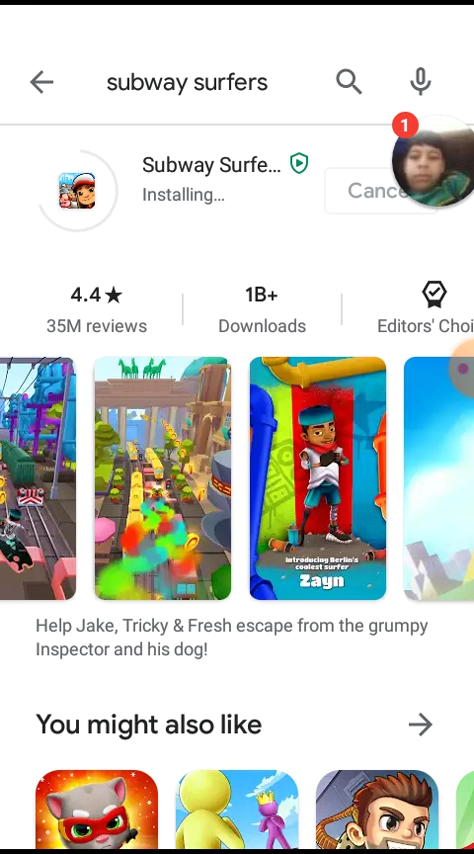 subway surfers
1
Subway Surfe...
Installing...
Cance
4.4★
35M reviews
1B+
Downloads
Editors' Choi
introducing Berlin's
coolest surfer
Zayn
Help Jake, Tricky & Fresh escape from the grumpy
Inspector and his dog!
You might also like